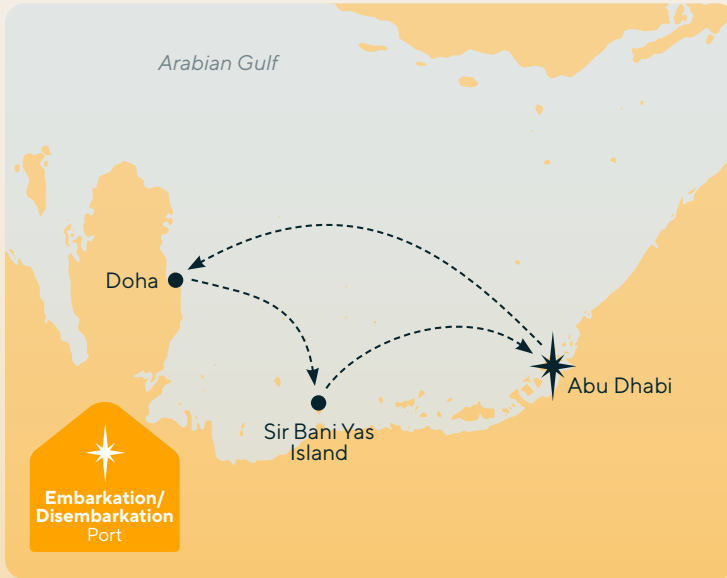 Arabian Gulf
Doha
Abu Dhabi
Sir Bani Yas
Island
Embarkation/
Disembarkation
Port